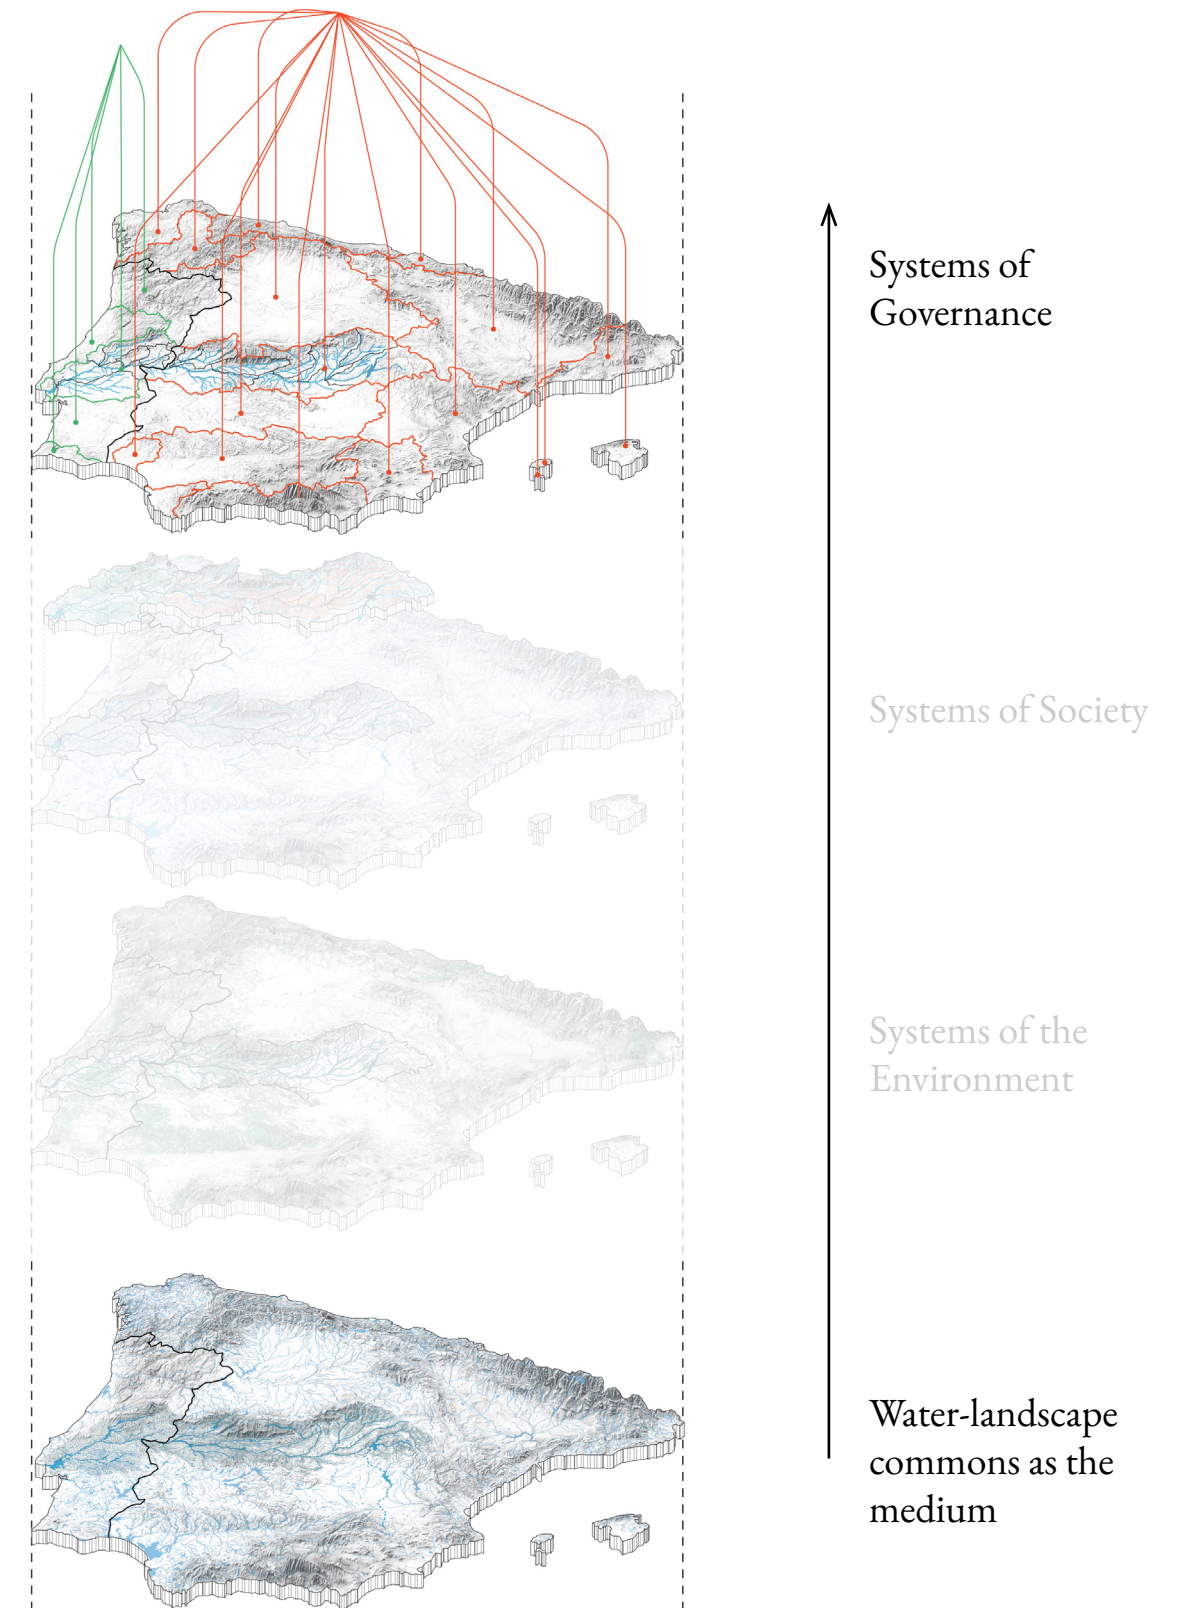 Systems of
Governance
Systems of Society
Systems of the
Environment
Water-landscape
commons as the
medium